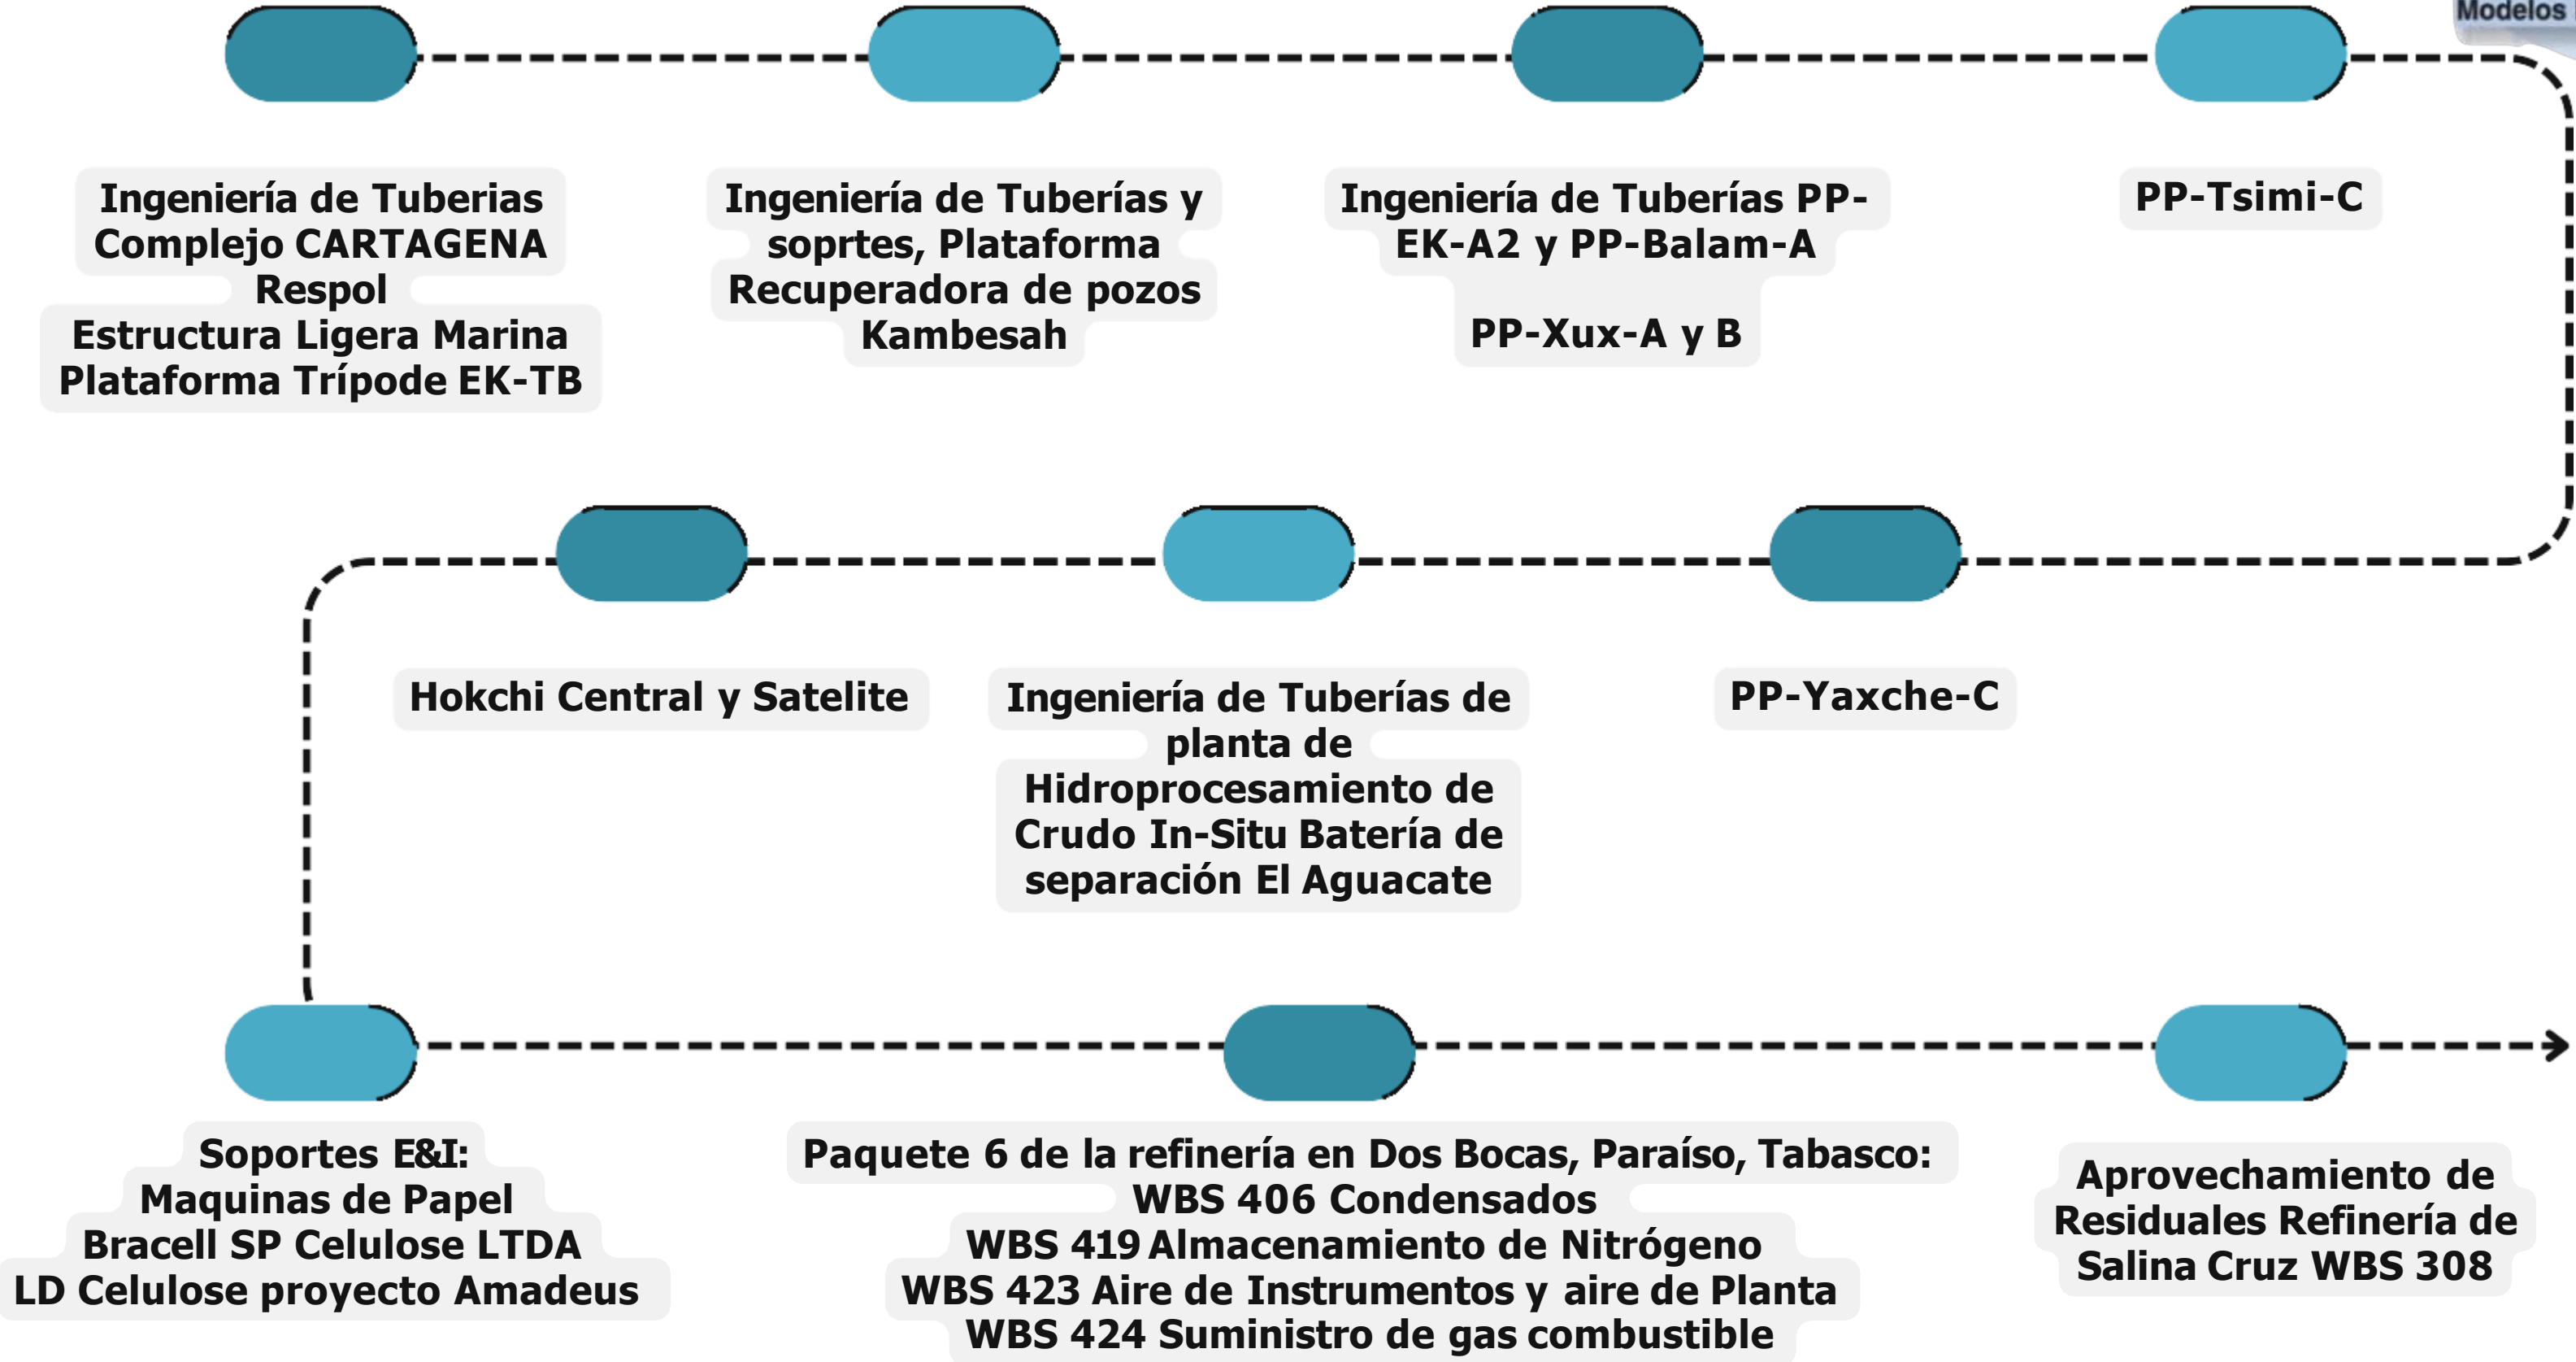 Modelos
Ingeniería de Tuberias
Complejo CARTAGENA
Respol
Estructura Ligera Marina
Plataforma Trípode EK-TB
Ingeniería de Tuberías y
soprtes, Plataforma
Recuperadora de pozos
Kambesah
Ingeniería de Tuberías PP-
EK-A2 y PP-Balam-A
PP-Xux-A y B
PP-Tsimi-C
Hokchi Central y Satelite
Ingeniería de Tuberías de
planta de
Hidroprocesamiento de
Crudo In-Situ Batería de
separación El Aguacate
PP-Yaxche-C
Soportes E&I:
Maquinas de Papel
Bracell SP Celulose LTDA
LD Celulose proyecto Amadeus
Paquete 6 de la refinería en Dos Bocas, Paraíso, Tabasco:
WBS 406 Condensados
WBS 419 Almacenamiento de Nitrógeno
WBS 423 Aire de Instrumentos y aire de Planta
WBS 424 Suministro de gas combustible
Aprovechamiento de
Residuales Refinería de
Salina Cruz WBS 308